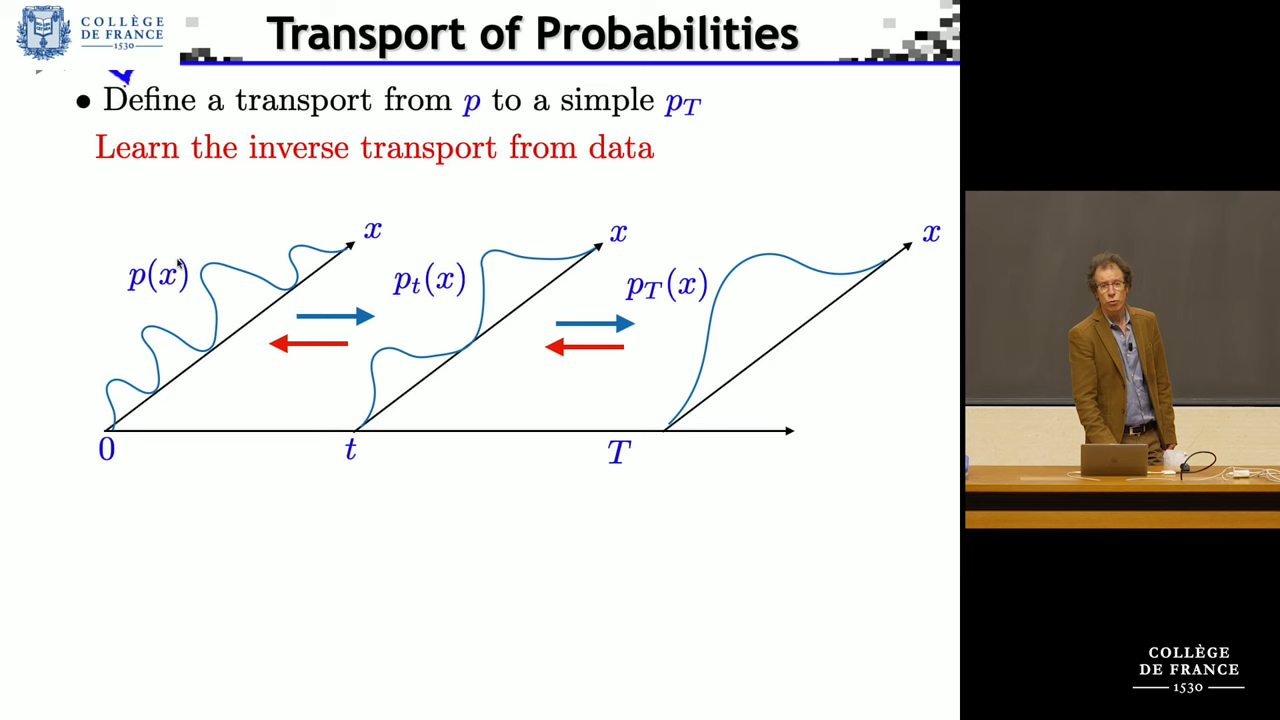 COLLÈGE
DE FRANCE
1530
Transport of Probabilities
• Define a transport from p to a simple p_T
Learn the inverse transport from data
x
x
x
p(x)
p_t(x)
p_T(x)
0
t
T
COLLÈGE
DE FRANCE
1530